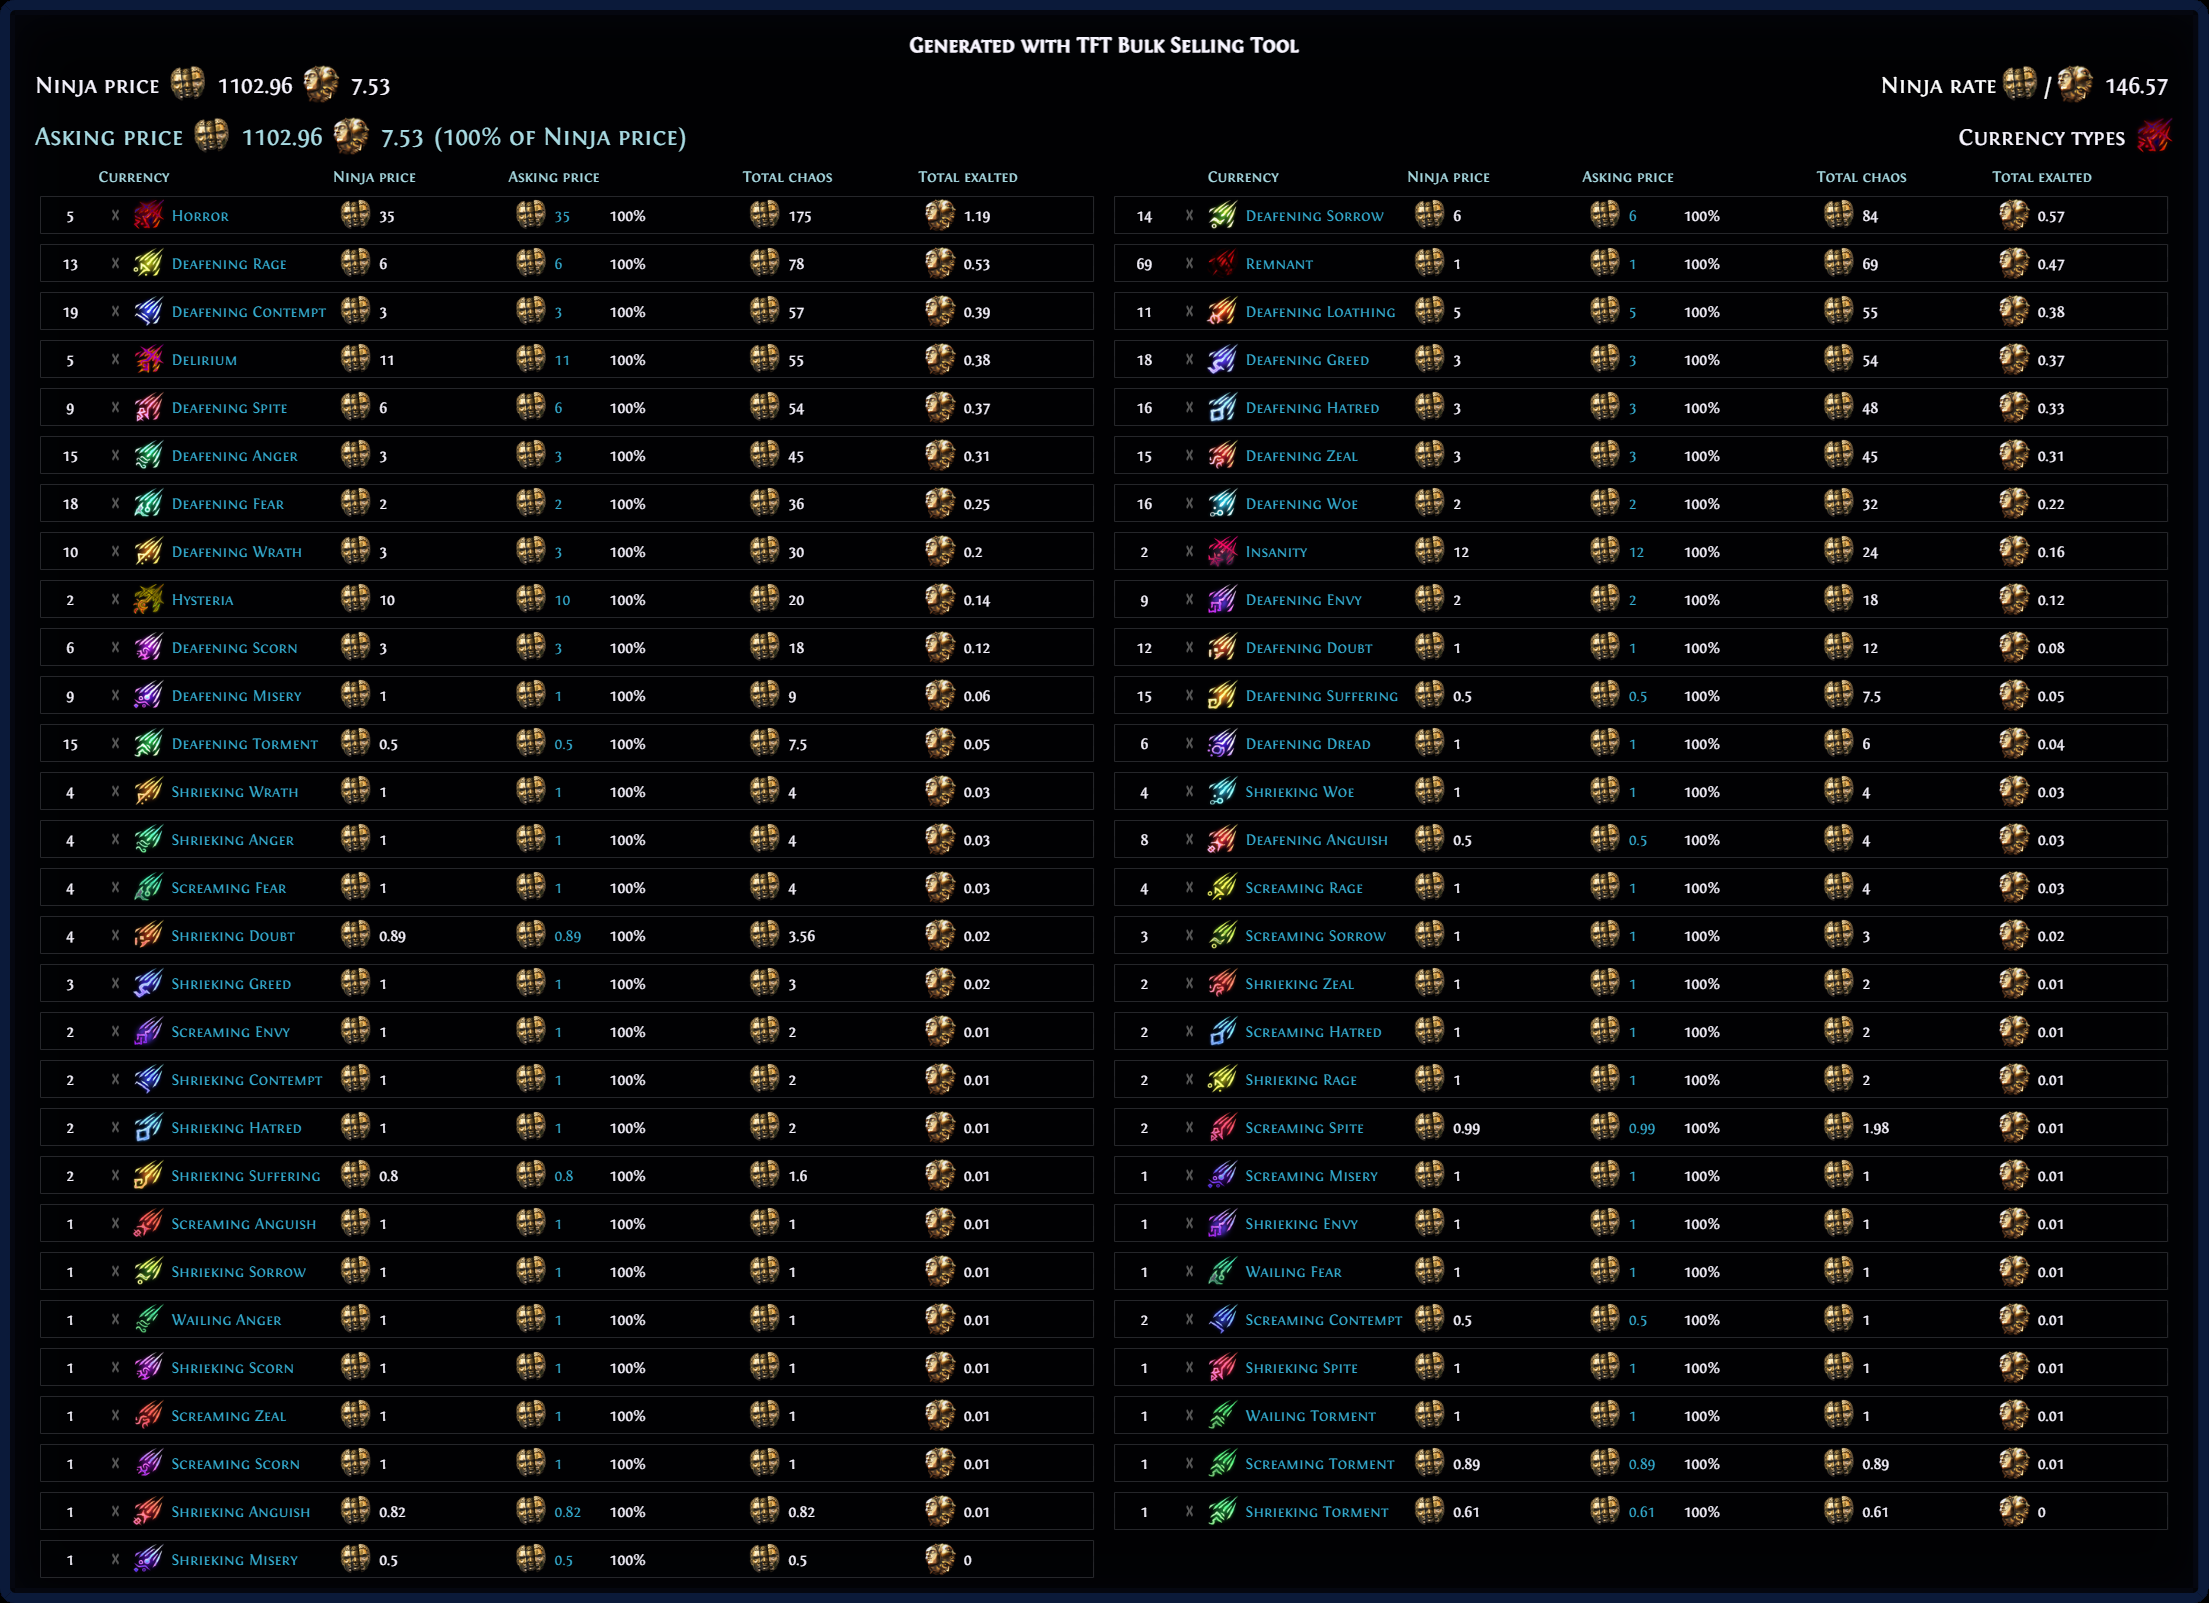 Generated with TFT Bulk Selling Tool
Ninja price 1102.96 7.53
Ninja rate / 146.57
Asking price 1102.96 7.53 (100% of Ninja price)
Currency types
Currency Ninja price Asking price Total chaos Total exalted Currency Ninja price Asking price Total chaos Total exalted
5 x Horror 35 35 100% 175 1.19
14 x Deafening Sorrow 6 6 100% 84 0.57
13 x Deafening Rage 6 6 100% 78 0.53
69 x Remnant 1 1 100% 69 0.47
19 x Deafening Contempt 3 3 100% 57 0.39
11 x Deafening Loathing 5 5 100% 55 0.38
5 x Delirium 11 11 100% 55 0.38
18 x Deafening Greed 3 3 100% 54 0.37
9 x Deafening Spite 6 6 100% 54 0.37
16 x Deafening Hatred 3 3 100% 48 0.33
15 x Deafening Anger 3 3 100% 45 0.31
15 x Deafening Zeal 3 3 100% 45 0.31
18 x Deafening Fear 2 2 100% 36 0.25
16 x Deafening Woe 2 2 100% 32 0.22
10 x Deafening Wrath 3 3 100% 30 0.2
2 x Insanity 12 12 100% 24 0.16
2 x Hysteria 10 10 100% 20 0.14
9 x Deafening Envy 2 2 100% 18 0.12
6 x Deafening Scorn 3 3 100% 18 0.12
12 x Deafening Doubt 1 1 100% 12 0.08
9 x Deafening Misery 1 1 100% 9 0.06
15 x Deafening Suffering 0.5 0.5 100% 7.5 0.05
15 x Deafening Torment 0.5 0.5 100% 7.5 0.05
6 x Deafening Dread 1 1 100% 6 0.04
4 x Shrieking Wrath 1 1 100% 4 0.03
4 x Shrieking Woe 1 1 100% 4 0.03
4 x Shrieking Anger 1 1 100% 4 0.03
8 x Deafening Anguish 0.5 0.5 100% 4 0.03
4 x Screaming Fear 1 1 100% 4 0.03
4 x Screaming Rage 1 1 100% 4 0.03
4 x Shrieking Doubt 0.89 0.89 100% 3.56 0.02
3 x Screaming Sorrow 1 1 100% 3 0.02
3 x Shrieking Greed 1 1 100% 3 0.02
2 x Shrieking Zeal 1 1 100% 2 0.01
2 x Screaming Envy 1 1 100% 2 0.01
2 x Screaming Hatred 1 1 100% 2 0.01
2 x Shrieking Contempt 1 1 100% 2 0.01
2 x Shrieking Rage 1 1 100% 2 0.01
2 x Shrieking Hatred 1 1 100% 2 0.01
2 x Screaming Spite 0.99 0.99 100% 1.98 0.01
2 x Shrieking Suffering 0.8 0.8 100% 1.6 0.01
1 x Screaming Misery 1 1 100% 1 0.01
1 x Screaming Anguish 1 1 100% 1 0.01
1 x Shrieking Envy 1 1 100% 1 0.01
1 x Shrieking Sorrow 1 1 100% 1 0.01
1 x Wailing Fear 1 1 100% 1 0.01
1 x Wailing Anger 1 1 100% 1 0.01
2 x Screaming Contempt 0.5 0.5 100% 1 0.01
1 x Shrieking Scorn 1 1 100% 1 0.01
1 x Shrieking Spite 1 1 100% 1 0.01
1 x Screaming Zeal 1 1 100% 1 0.01
1 x Wailing Torment 1 1 100% 1 0.01
1 x Screaming Scorn 1 1 100% 1 0.01
1 x Screaming Torment 0.89 0.89 100% 0.89 0.01
1 x Shrieking Anguish 0.82 0.82 100% 0.82 0.01
1 x Shrieking Torment 0.61 0.61 100% 0.61 0
1 x Shrieking Misery 0.5 0.5 100% 0.5 0